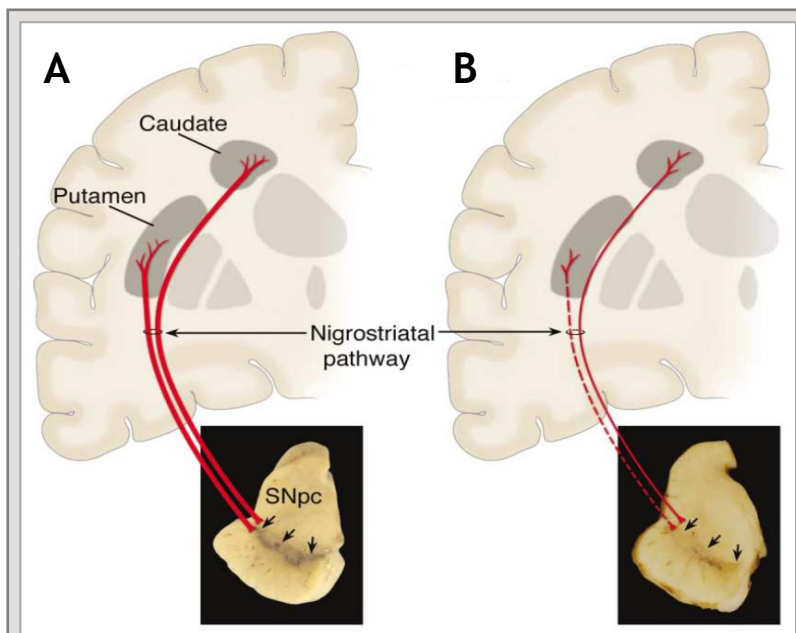 A
B
Caudate
Putamen
Nigrostriatal
pathway
SNpc